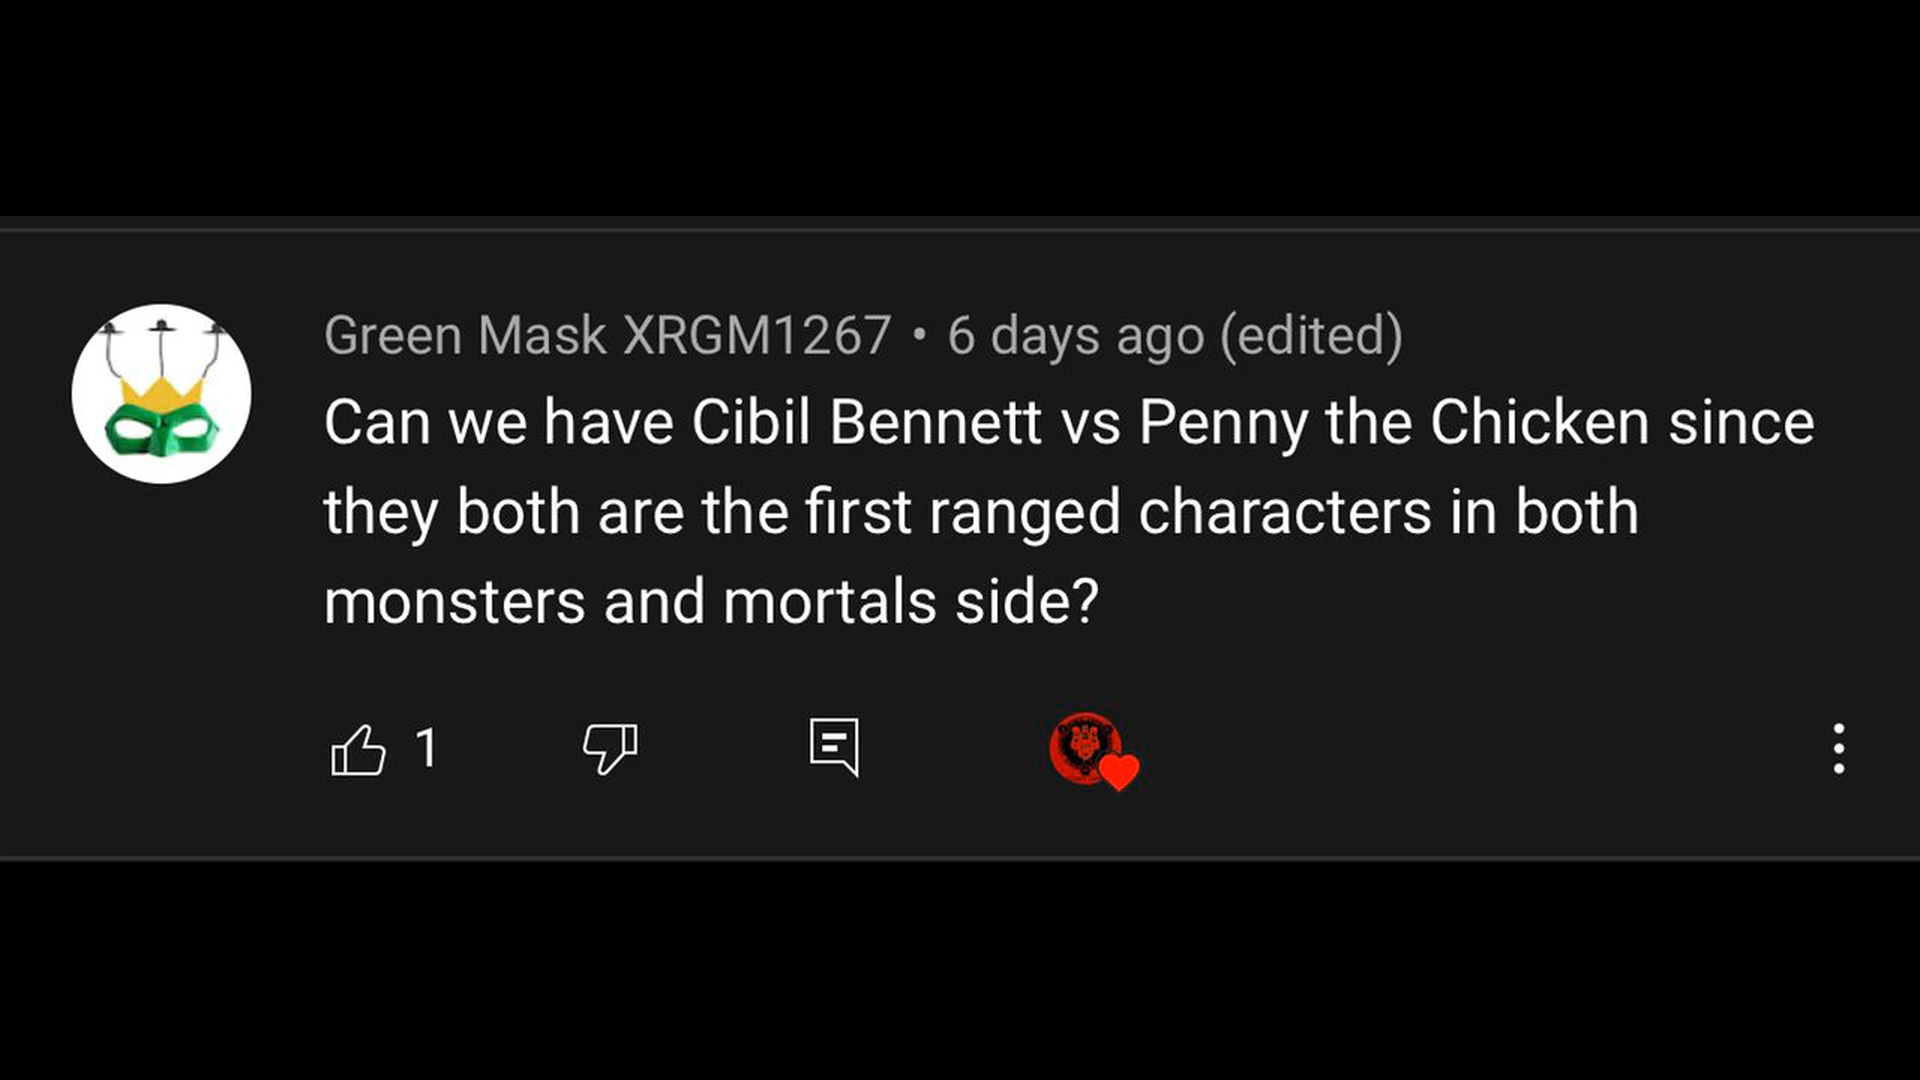 Green Mask XRGM1267 • 6 days ago (edited)
Can we have Cibil Bennett vs Penny the Chicken since
they both are the first ranged characters in both
monsters and mortals side?
1